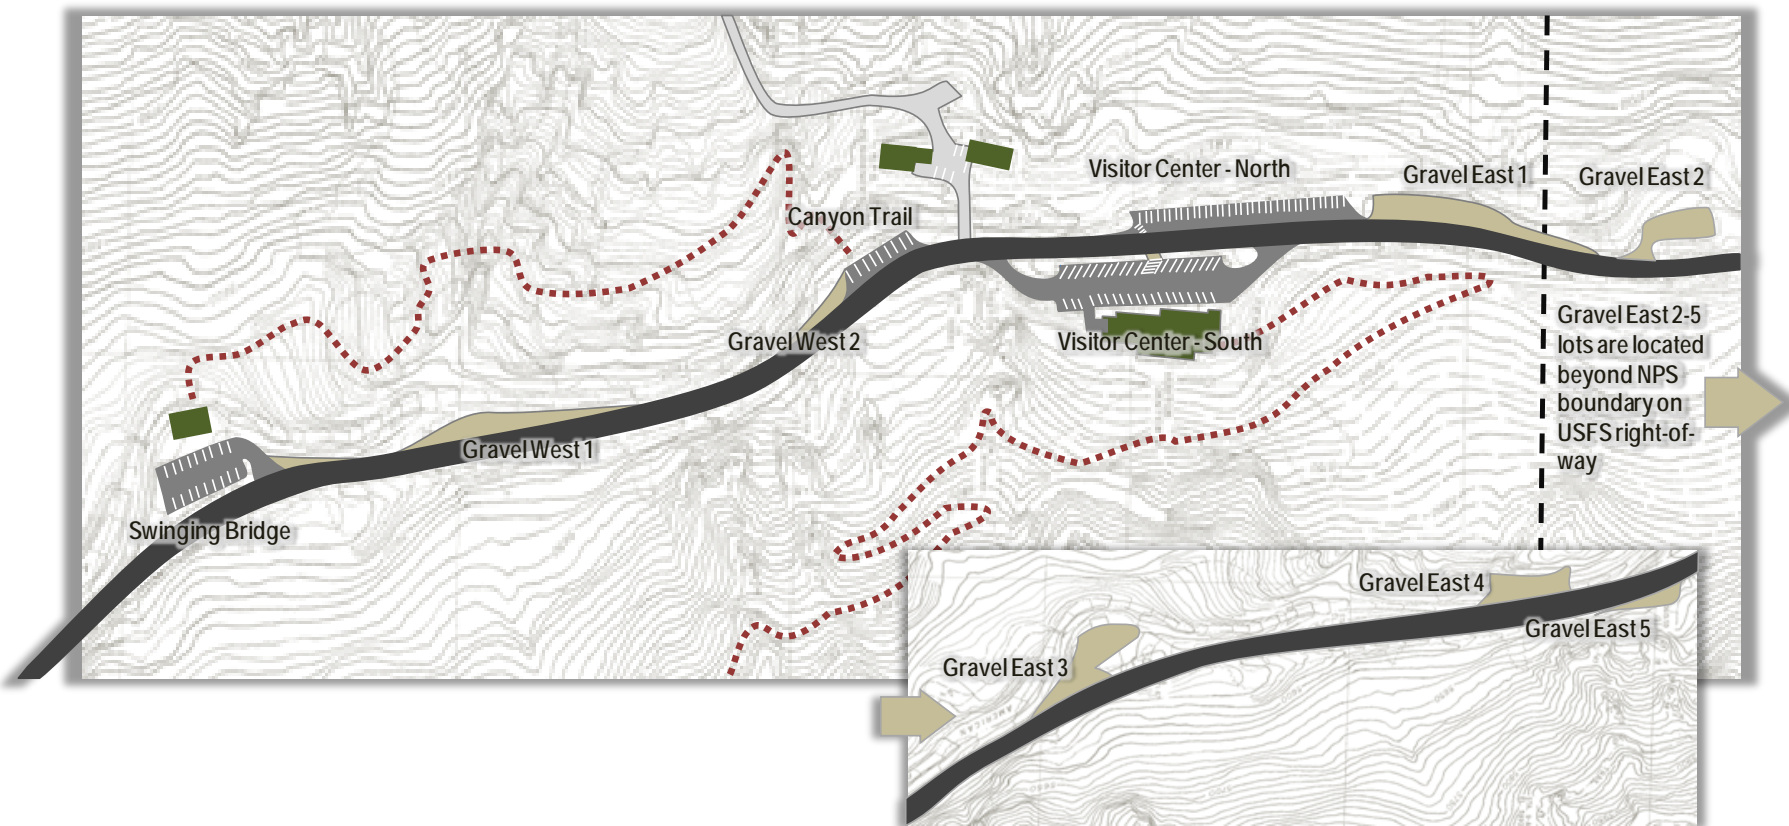 Visitor Center - North
Gravel East 1
Gravel East 2
Canyon Trail
Gravel East 2-5
lots are located
beyond NPS
boundary on
USFS right-of-
way
Gravel West 2
Visitor Center - South
Gravel West 1
Swinging Bridge
Gravel East 4
Gravel East 5
Gravel East 3
AMERICAN